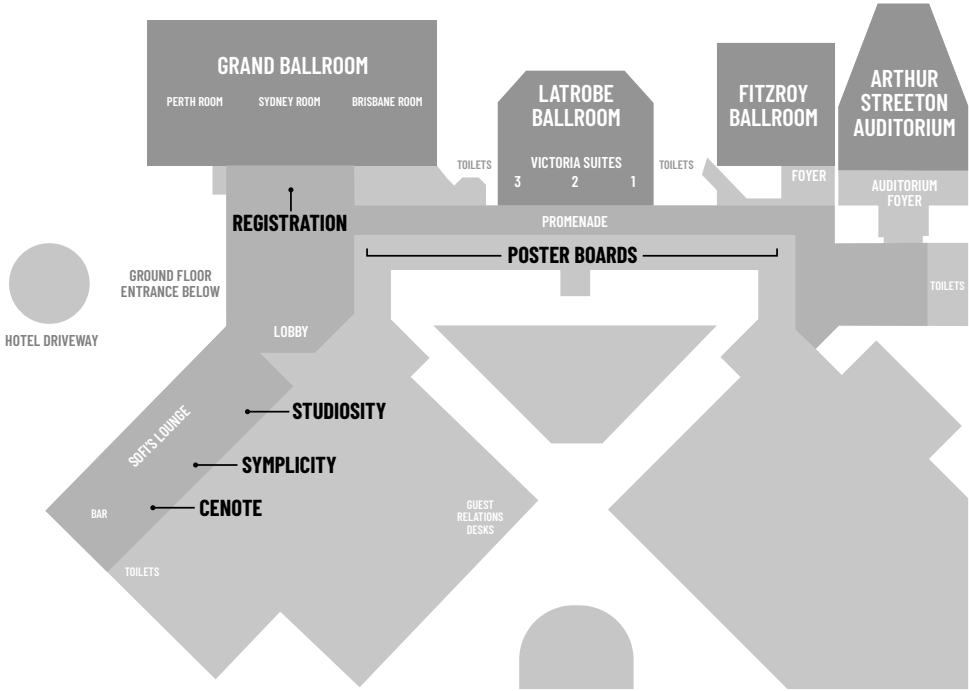 GRAND BALLROOM
PERTH ROOM
SYDNEY ROOM
BRISBANE ROOM
LATROBE
BALLROOM
VICTORIA SUITES
3 2 1
FITZROY
BALLROOM
ARTHUR
STREETON
AUDITORIUM
TOILETS
TOILETS
FOYER
AUDITORIUM
FOYER
REGISTRATION
PROMENADE
POSTER BOARDS
GROUND FLOOR
ENTRANCE BELOW
TOILETS
HOTEL DRIVEWAY
LOBBY
STUDIOSITY
SOFI'S LOUNGE
SYMPLICITY
CENOTE
BAR
GUEST
RELATIONS
DESKS
TOILETS